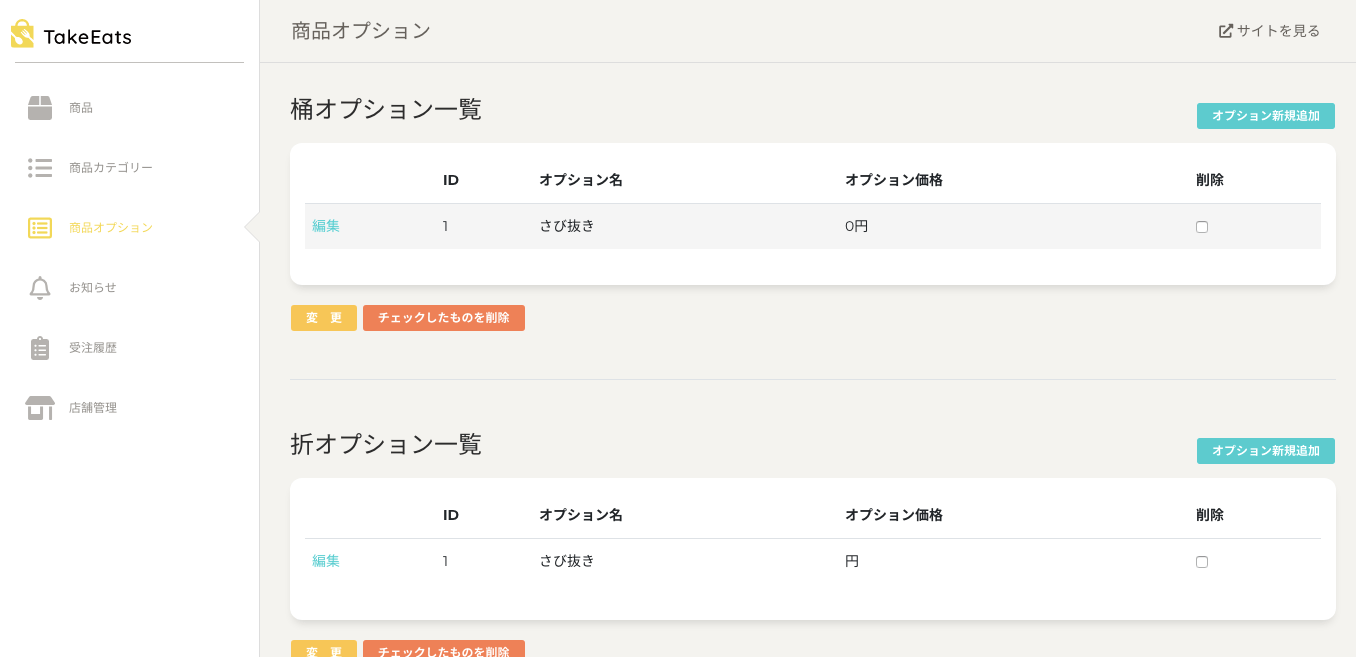 TakeEats
商品
商品カテゴリー
商品オプション
お知らせ
受注履歴
店舗管理
商品オプション
サイトを見る
桶オプション一覧
オプション新規追加
ID オプション名 オプション価格 削除
編集 1 さび抜き 0円
変　更 チェックしたものを削除
折オプション一覧
オプション新規追加
ID オプション名 オプション価格 削除
編集 1 さび抜き 円
変　更 チェックしたものを削除